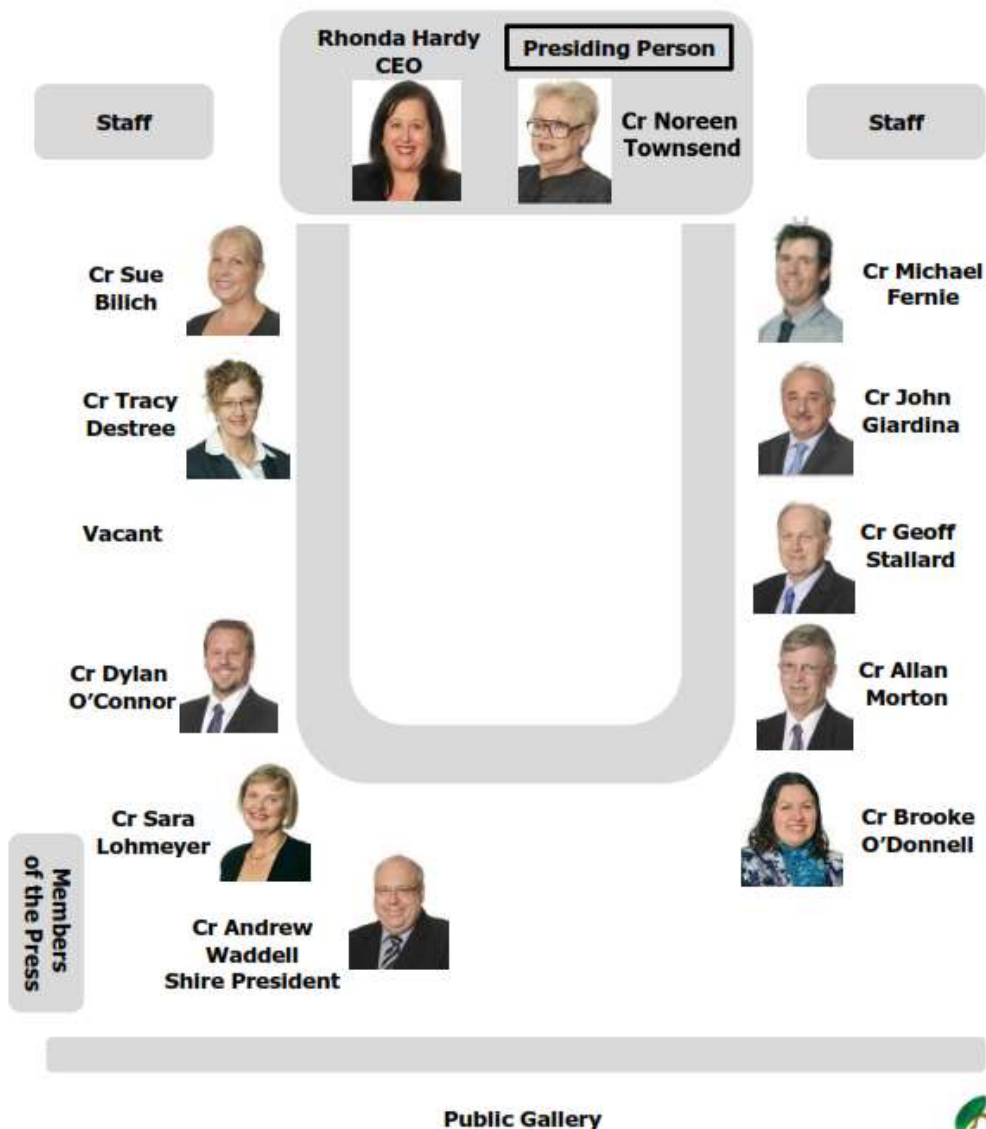 Rhonda Hardy
CEO
Presiding Person
Cr Noreen
Townsend
Staff
Staff
Cr Sue
Bilich
Cr Michael
Fernie
Cr Tracy
Destree
Cr John
Giardina
Vacant
Cr Geoff
Stallard
Cr Dylan
O’Connor
Cr Allan
Morton
Cr Sara
Lohmeyer
Cr Brooke
O’Donnell
Members
of the Press
Cr Andrew
Waddell
Shire President
Public Gallery